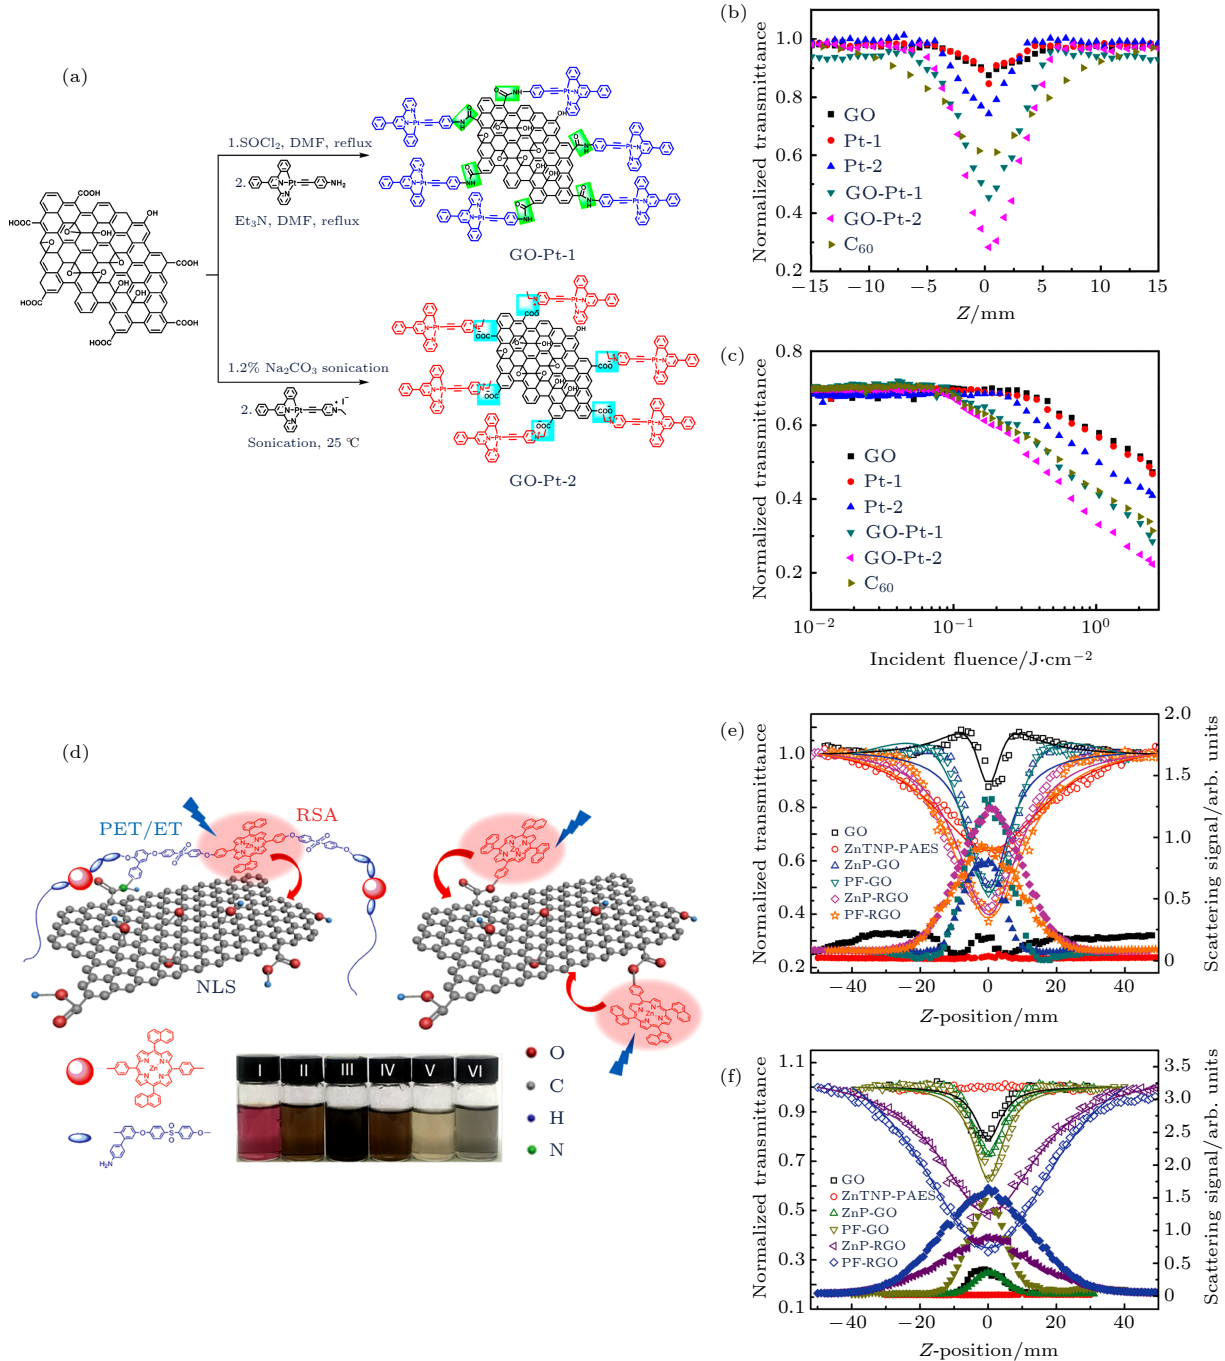 (a)
1.SOCl₂, DMF, reflux
2.
Et₃N, DMF, reflux
GO-Pt-1
COOH
COOH
OH
HOOC
COOH
HOOC
COOH
HOOC
1.2% Na₂CO₃ sonication
2.
Sonication, 25 ℃
GO-Pt-2
(b)
Normalized transmittance
1.0
0.8
0.6
0.4
0.2
GO
Pt-1
Pt-2
GO-Pt-1
GO-Pt-2
C₆₀
−15
−10
−5
0
5
10
15
Z/mm
(c)
Normalized transmittance
0.8
0.6
0.4
0.2
GO
Pt-1
Pt-2
GO-Pt-1
GO-Pt-2
C₆₀
10⁻²
10⁻¹
10⁰
Incident fluence/J·cm⁻²
(d)
PET/ET
RSA
NLS
Zn
NH₂
I
II
III
IV
V
VI
O
C
H
N
(e)
Normalized transmittance
1.0
0.8
0.6
0.4
0.2
GO
ZnTNP-PAES
ZnP-GO
PF-GO
ZnP-RGO
PF-RGO
2.0
1.5
1.0
0.5
0
Scattering signal/arb. units
−40
−20
0
20
40
Z-position/mm
(f)
Normalized transmittance
1.1
0.9
0.7
0.5
0.3
0.1
GO
ZnTNP-PAES
ZnP-GO
PF-GO
ZnP-RGO
PF-RGO
3.5
3.0
2.5
2.0
1.5
1.0
0.5
0
Scattering signal/arb. units
−40
−20
0
20
40
Z-position/mm